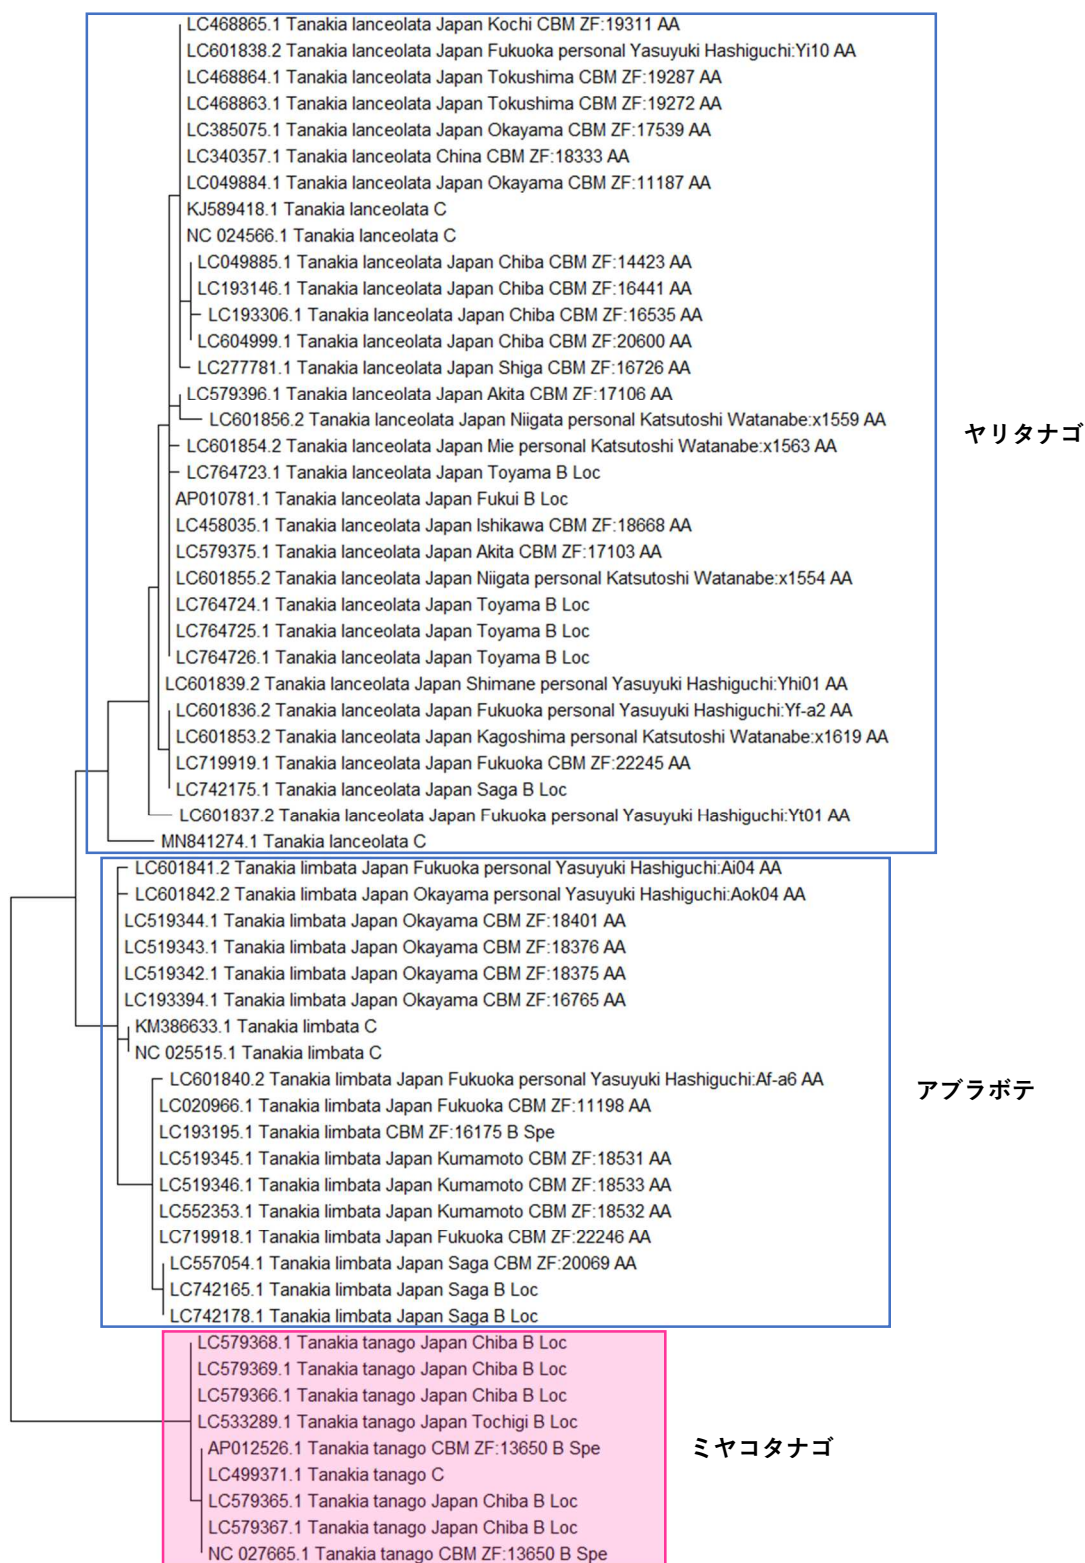 LC468865.1 Tanakia lanceolata Japan Kochi CBM ZF:19311 AA
LC601838.2 Tanakia lanceolata Japan Fukuoka personal Yasuyuki Hashiguchi:Yi10 AA
LC468864.1 Tanakia lanceolata Japan Tokushima CBM ZF:19287 AA
LC468863.1 Tanakia lanceolata Japan Tokushima CBM ZF:19272 AA
LC385075.1 Tanakia lanceolata Japan Okayama CBM ZF:17539 AA
LC340357.1 Tanakia lanceolata China CBM ZF:18333 AA
LC049884.1 Tanakia lanceolata Japan Okayama CBM ZF:11187 AA
KJ589418.1 Tanakia lanceolata C
NC 024566.1 Tanakia lanceolata C
LC049885.1 Tanakia lanceolata Japan Chiba CBM ZF:14423 AA
LC193146.1 Tanakia lanceolata Japan Chiba CBM ZF:16441 AA
LC193306.1 Tanakia lanceolata Japan Chiba CBM ZF:16535 AA
LC604999.1 Tanakia lanceolata Japan Chiba CBM ZF:20600 AA
LC277781.1 Tanakia lanceolata Japan Shiga CBM ZF:16726 AA
LC579396.1 Tanakia lanceolata Japan Akita CBM ZF:17106 AA
LC601856.2 Tanakia lanceolata Japan Niigata personal Katsutoshi Watanabe:x1559 AA
LC601854.2 Tanakia lanceolata Japan Mie personal Katsutoshi Watanabe:x1563 AA
ヤリタナゴ
LC764723.1 Tanakia lanceolata Japan Toyama B Loc
AP010781.1 Tanakia lanceolata Japan Fukui B Loc
LC458035.1 Tanakia lanceolata Japan Ishikawa CBM ZF:18668 AA
LC579375.1 Tanakia lanceolata Japan Akita CBM ZF:17103 AA
LC601855.2 Tanakia lanceolata Japan Niigata personal Katsutoshi Watanabe:x1554 AA
LC764724.1 Tanakia lanceolata Japan Toyama B Loc
LC764725.1 Tanakia lanceolata Japan Toyama B Loc
LC764726.1 Tanakia lanceolata Japan Toyama B Loc
LC601839.2 Tanakia lanceolata Japan Shimane personal Yasuyuki Hashiguchi:Yhi01 AA
LC601836.2 Tanakia lanceolata Japan Fukuoka personal Yasuyuki Hashiguchi:Yf-a2 AA
LC601853.2 Tanakia lanceolata Japan Kagoshima personal Katsutoshi Watanabe:x1619 AA
LC719919.1 Tanakia lanceolata Japan Fukuoka CBM ZF:22245 AA
LC742175.1 Tanakia lanceolata Japan Saga B Loc
LC601837.2 Tanakia lanceolata Japan Fukuoka personal Yasuyuki Hashiguchi:Yt01 AA
MN841274.1 Tanakia lanceolata C
LC601841.2 Tanakia limbata Japan Fukuoka personal Yasuyuki Hashiguchi:Ai04 AA
LC601842.2 Tanakia limbata Japan Okayama personal Yasuyuki Hashiguchi:Aok04 AA
LC519344.1 Tanakia limbata Japan Okayama CBM ZF:18401 AA
LC519343.1 Tanakia limbata Japan Okayama CBM ZF:18376 AA
LC519342.1 Tanakia limbata Japan Okayama CBM ZF:18375 AA
LC193394.1 Tanakia limbata Japan Okayama CBM ZF:16765 AA
KM386633.1 Tanakia limbata C
NC 025515.1 Tanakia limbata C
LC601840.2 Tanakia limbata Japan Fukuoka personal Yasuyuki Hashiguchi:Af-a6 AA
アブラボテ
LC020966.1 Tanakia limbata Japan Fukuoka CBM ZF:11198 AA
LC193195.1 Tanakia limbata CBM ZF:16175 B Spe
LC519345.1 Tanakia limbata Japan Kumamoto CBM ZF:18531 AA
LC519346.1 Tanakia limbata Japan Kumamoto CBM ZF:18533 AA
LC552353.1 Tanakia limbata Japan Kumamoto CBM ZF:18532 AA
LC719918.1 Tanakia limbata Japan Fukuoka CBM ZF:22246 AA
LC557054.1 Tanakia limbata Japan Saga CBM ZF:20069 AA
LC742165.1 Tanakia limbata Japan Saga B Loc
LC742178.1 Tanakia limbata Japan Saga B Loc
LC579368.1 Tanakia tanago Japan Chiba B Loc
LC579369.1 Tanakia tanago Japan Chiba B Loc
LC579366.1 Tanakia tanago Japan Chiba B Loc
LC533289.1 Tanakia tanago Japan Tochigi B Loc
AP012526.1 Tanakia tanago CBM ZF:13650 B Spe
ミヤコタナゴ
LC499371.1 Tanakia tanago C
LC579365.1 Tanakia tanago Japan Chiba B Loc
LC579367.1 Tanakia tanago Japan Chiba B Loc
NC 027665.1 Tanakia tanago CBM ZF:13650 B Spe